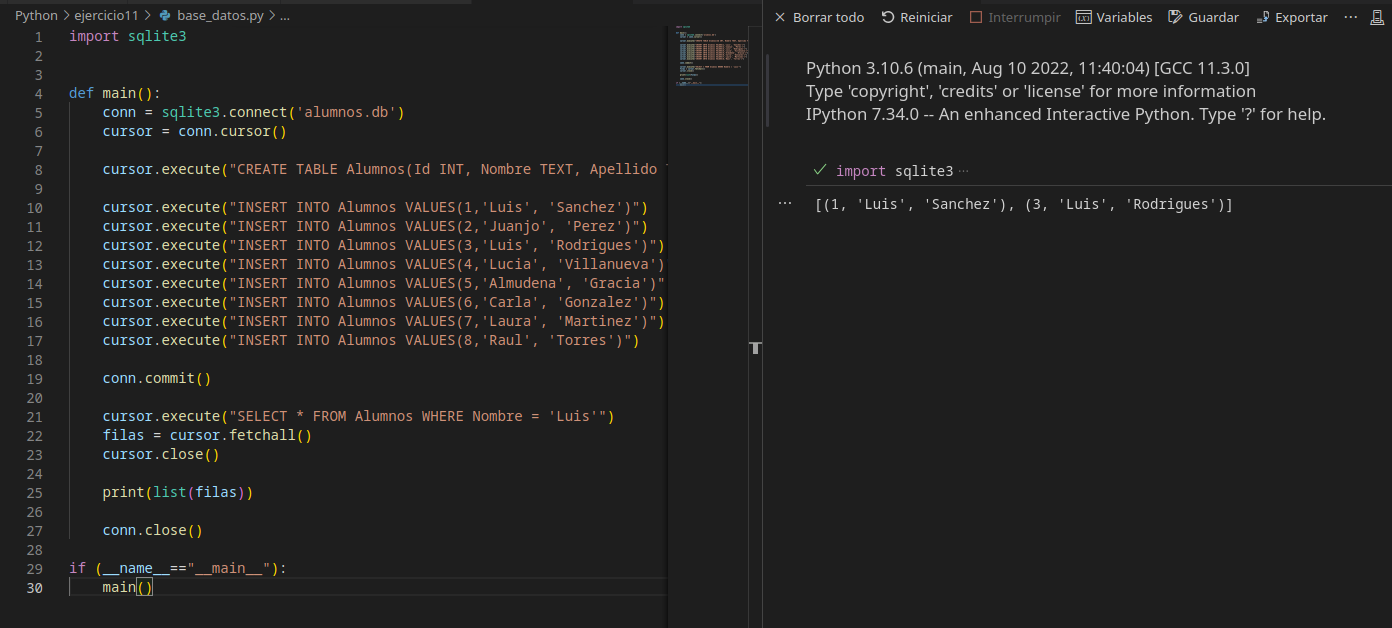 Python > ejercicio11 > base_datos.py > ...
1 import sqlite3
2
3
4 def main():
5     conn = sqlite3.connect('alumnos.db')
6     cursor = conn.cursor()
7
8     cursor.execute("CREATE TABLE Alumnos(Id INT, Nombre TEXT, Apellido
9
10     cursor.execute("INSERT INTO Alumnos VALUES(1,'Luis', 'Sanchez')")
11     cursor.execute("INSERT INTO Alumnos VALUES(2,'Juanjo', 'Perez')")
12     cursor.execute("INSERT INTO Alumnos VALUES(3,'Luis', 'Rodrigues')")
13     cursor.execute("INSERT INTO Alumnos VALUES(4,'Lucia', 'Villanueva')
14     cursor.execute("INSERT INTO Alumnos VALUES(5,'Almudena', 'Gracia')"
15     cursor.execute("INSERT INTO Alumnos VALUES(6,'Carla', 'Gonzalez')")
16     cursor.execute("INSERT INTO Alumnos VALUES(7,'Laura', 'Martinez')")
17     cursor.execute("INSERT INTO Alumnos VALUES(8,'Raul', 'Torres')")
18
19     conn.commit()
20
21     cursor.execute("SELECT * FROM Alumnos WHERE Nombre = 'Luis'")
22     filas = cursor.fetchall()
23     cursor.close()
24
25     print(list(filas))
26
27     conn.close()
28
29 if (__name__=="__main__"):
30     main()
Borrar todo Reiniciar Interrumpir Variables Guardar Exportar ...
Python 3.10.6 (main, Aug 10 2022, 11:40:04) [GCC 11.3.0]
Type 'copyright', 'credits' or 'license' for more information
IPython 7.34.0 -- An enhanced Interactive Python. Type '?' for help.
import sqlite3 ...
... [(1, 'Luis', 'Sanchez'), (3, 'Luis', 'Rodrigues')]